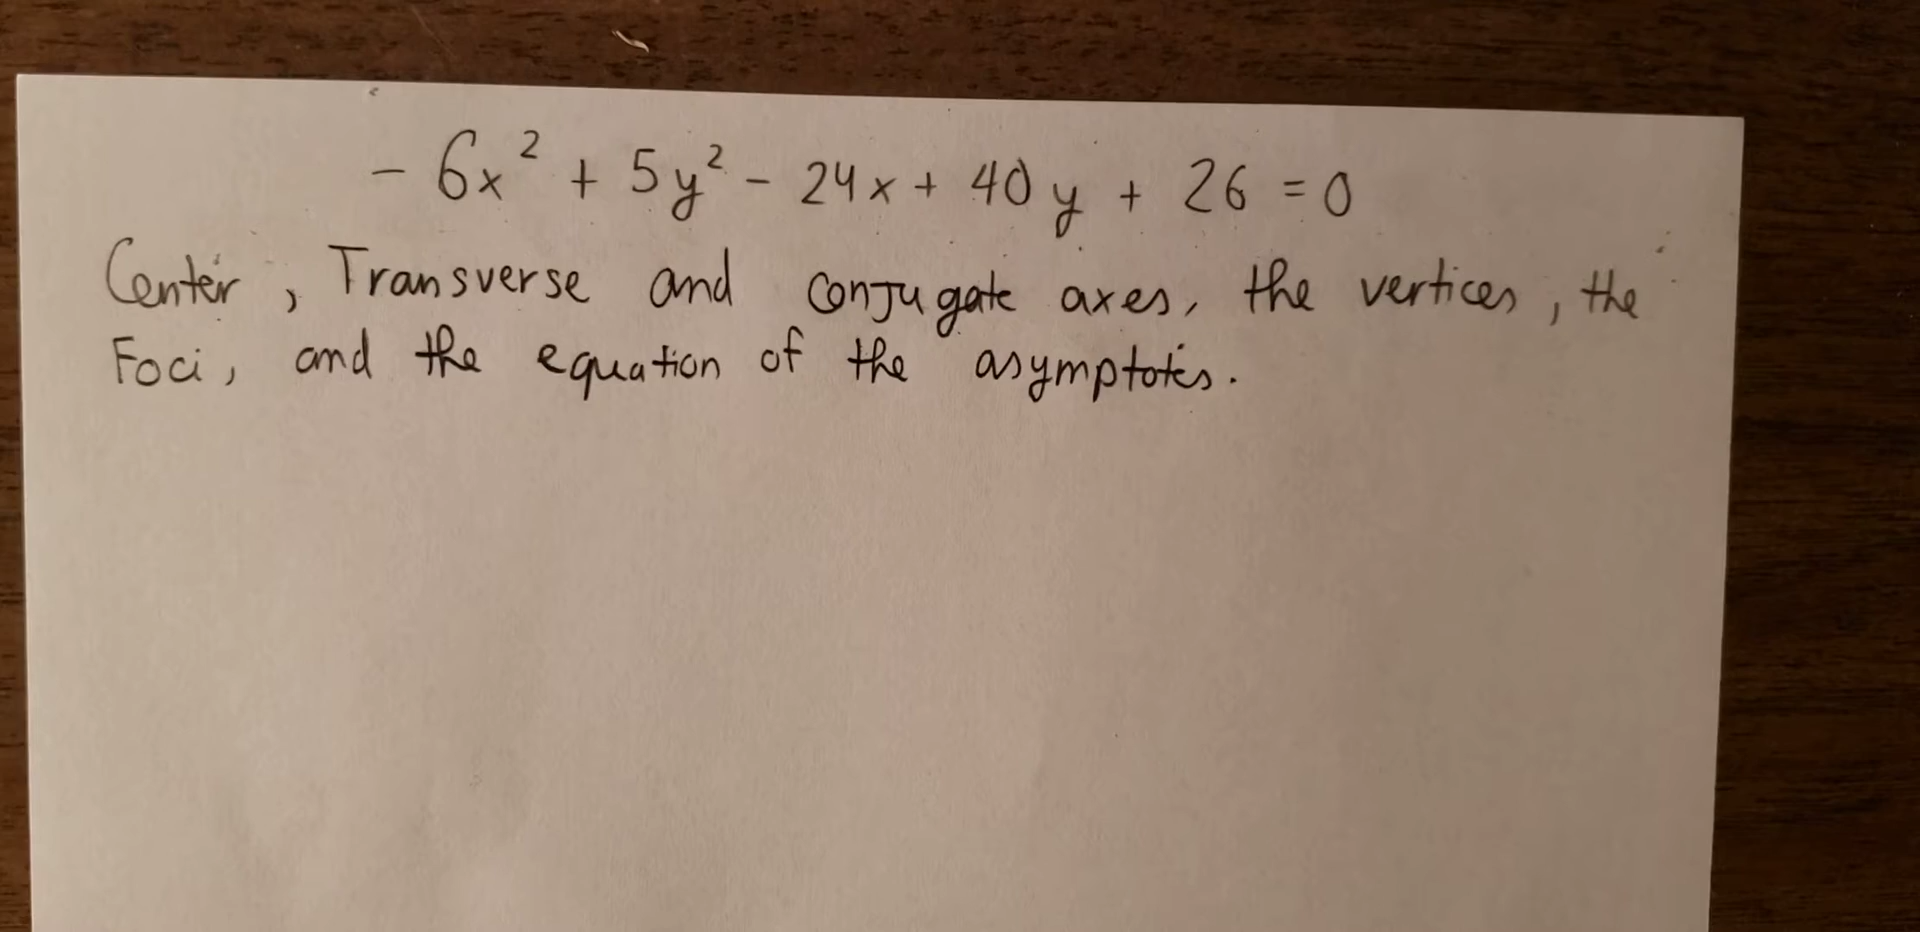 - 6x² + 5y² - 24x + 40y + 26 = 0
Center, Transverse and conjugate axes, the vertices, the
Foci, and the equation of the asymptotes.